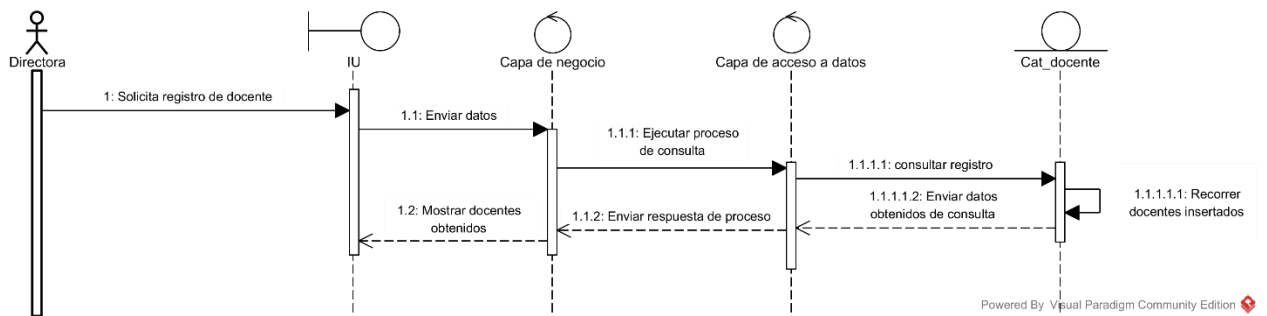 Directora
IU
Capa de negocio
Capa de acceso a datos
Cat_docente
1: Solicita registro de docente
1.1: Enviar datos
1.1.1: Ejecutar proceso
de consulta
1.1.1.1: consultar registro
1.1.1.1.1: Recorrer
docentes insertados
1.1.1.1.2: Enviar datos
obtenidos de consulta
1.1.2: Enviar respuesta de proceso
1.2: Mostrar docentes
obtenidos
Powered By Visual Paradigm Community Edition